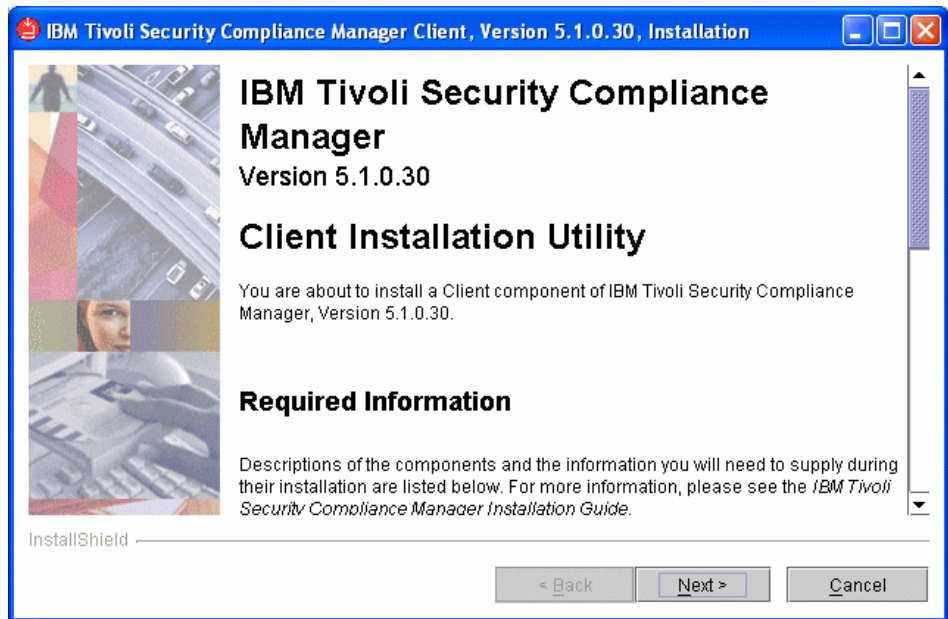 IBM Tivoli Security Compliance Manager Client, Version 5.1.0.30, Installation
IBM Tivoli Security Compliance
Manager
Version 5.1.0.30
Client Installation Utility
You are about to install a Client component of IBM Tivoli Security Compliance
Manager, Version 5.1.0.30.
Required Information
Descriptions of the components and the information you will need to supply during
their installation are listed below. For more information, please see the IBM Tivoli
Security Compliance Manager Installation Guide.
InstallShield
< Back
Next >
Cancel